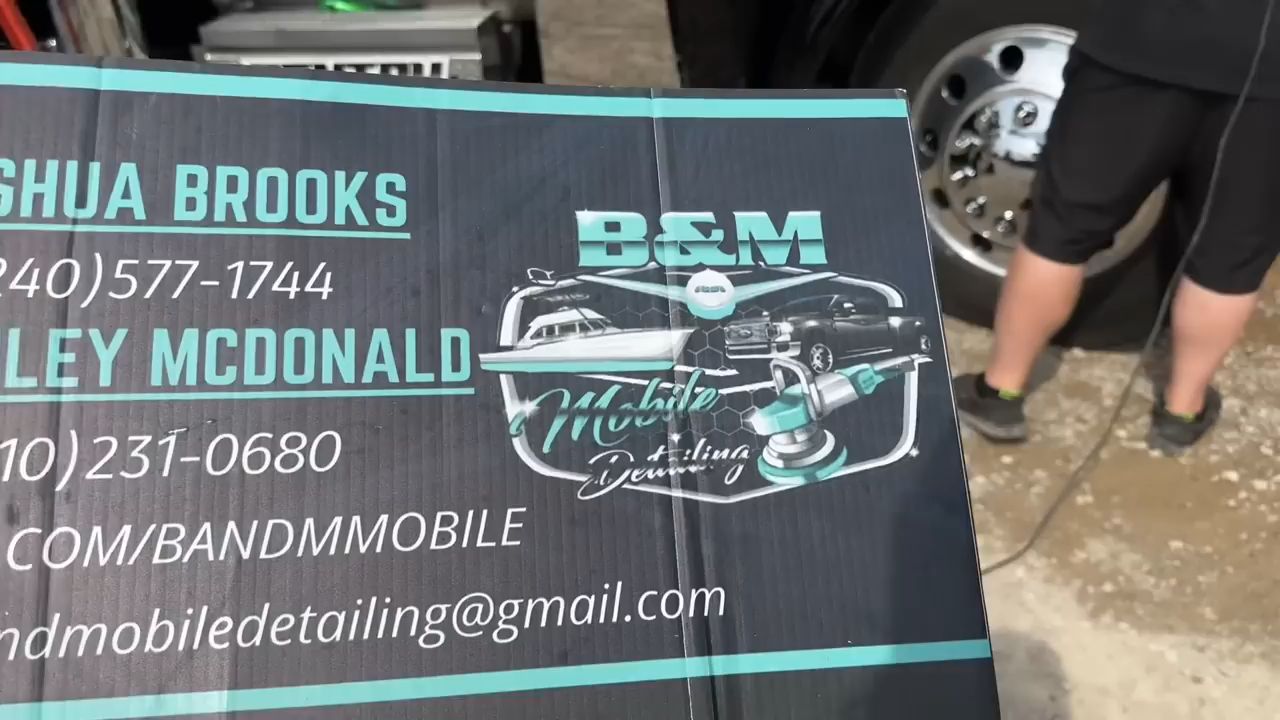 SHUA BROOKS
240)577-1744
LEY MCDONALD
10)231-0680
.COM/BANDMMOBILE
ndmobiledetailing@gmail.com
B&M
Mobile
Detailing